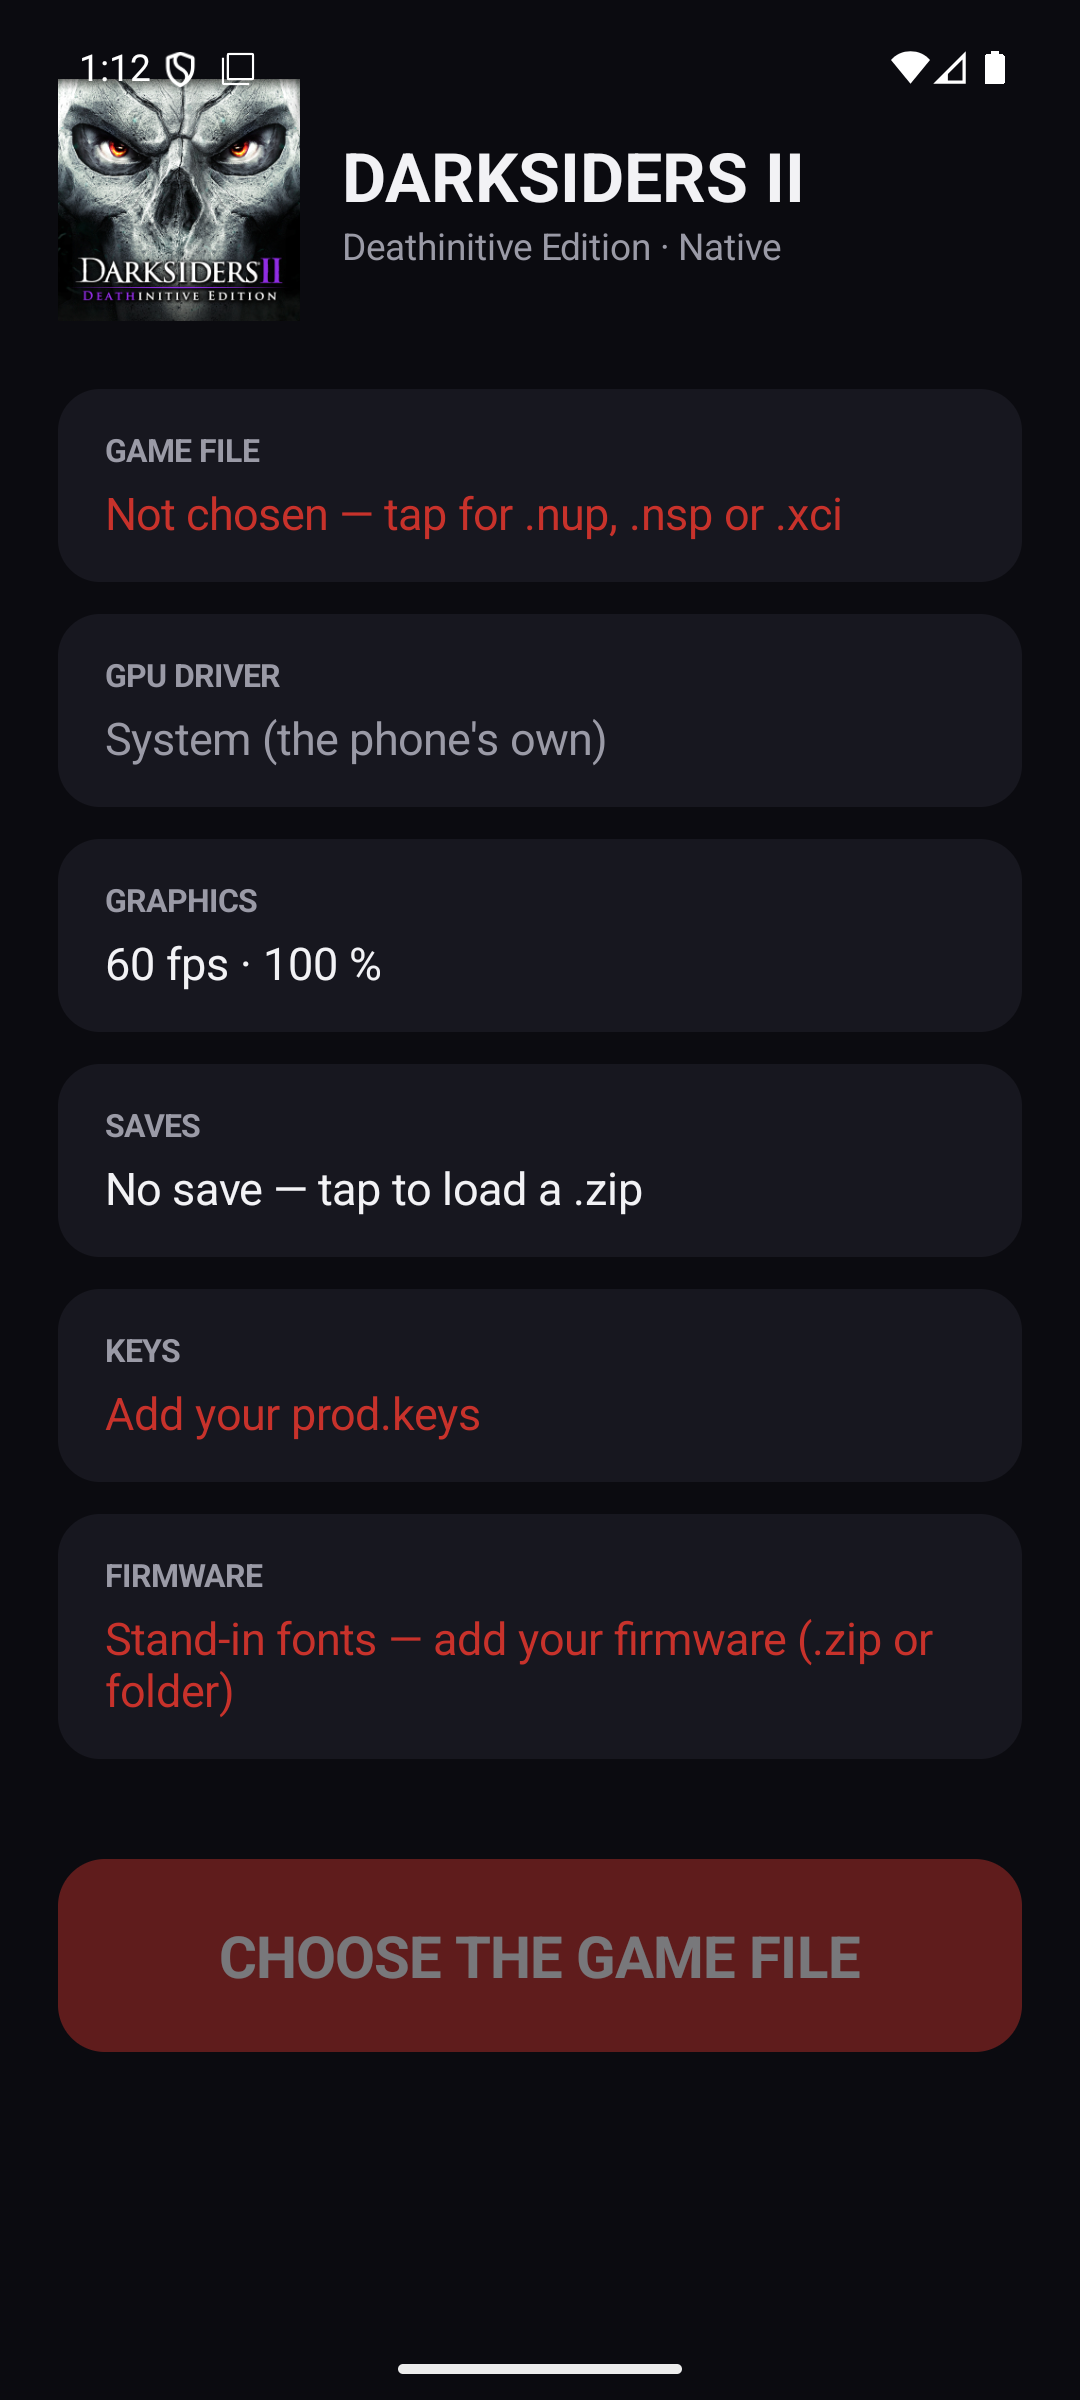 1:12
DARKSIDERS II
DEATHINITIVE EDITION
DARKSIDERS II
Deathinitive Edition · Native
GAME FILE
Not chosen — tap for .nup, .nsp or .xci
GPU DRIVER
System (the phone's own)
GRAPHICS
60 fps · 100 %
SAVES
No save — tap to load a .zip
KEYS
Add your prod.keys
FIRMWARE
Stand-in fonts — add your firmware (.zip or
folder)
CHOOSE THE GAME FILE